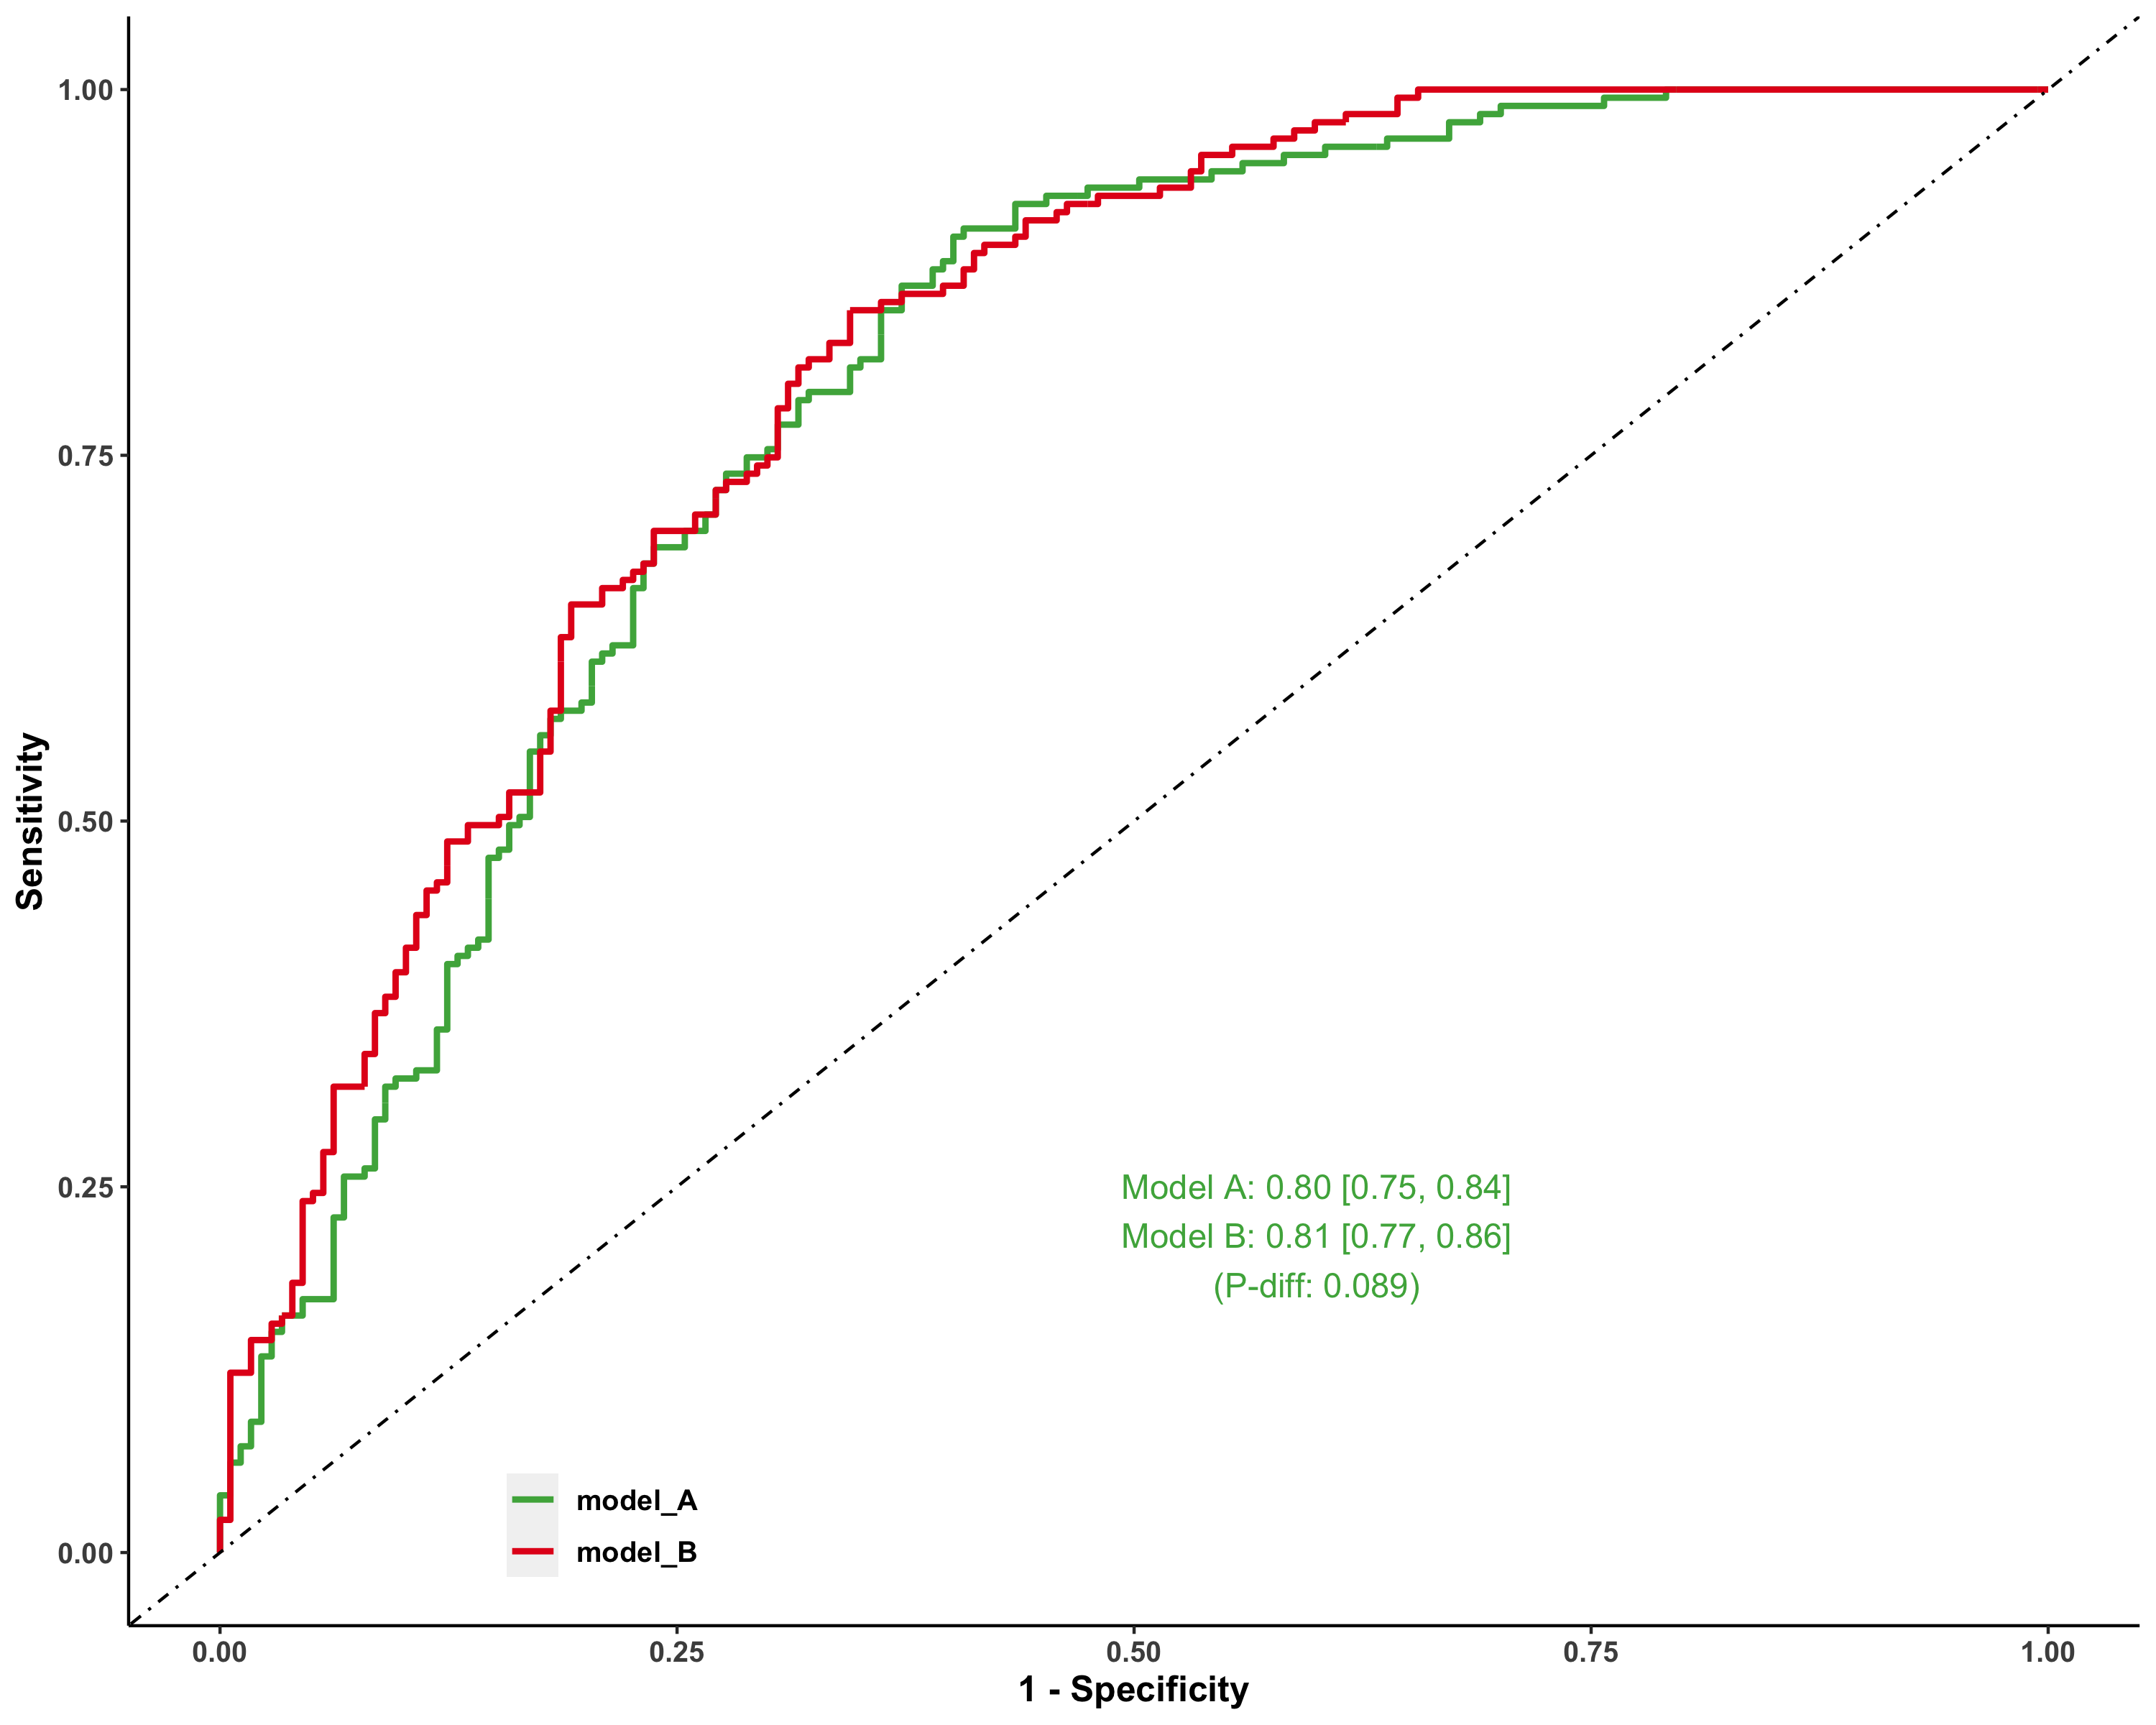 1.00
0.75
0.50
0.25
0.00
Sensitivity
Model A: 0.80 [0.75, 0.84]
Model B: 0.81 [0.77, 0.86]
(P-diff: 0.089)
model_A
model_B
0.00 0.25 0.50 0.75 1.00
1 - Specificity